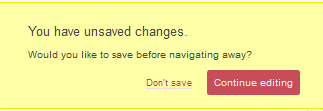 You have unsaved changes.
Would you like to save before navigating away?
Don't save Continue editing